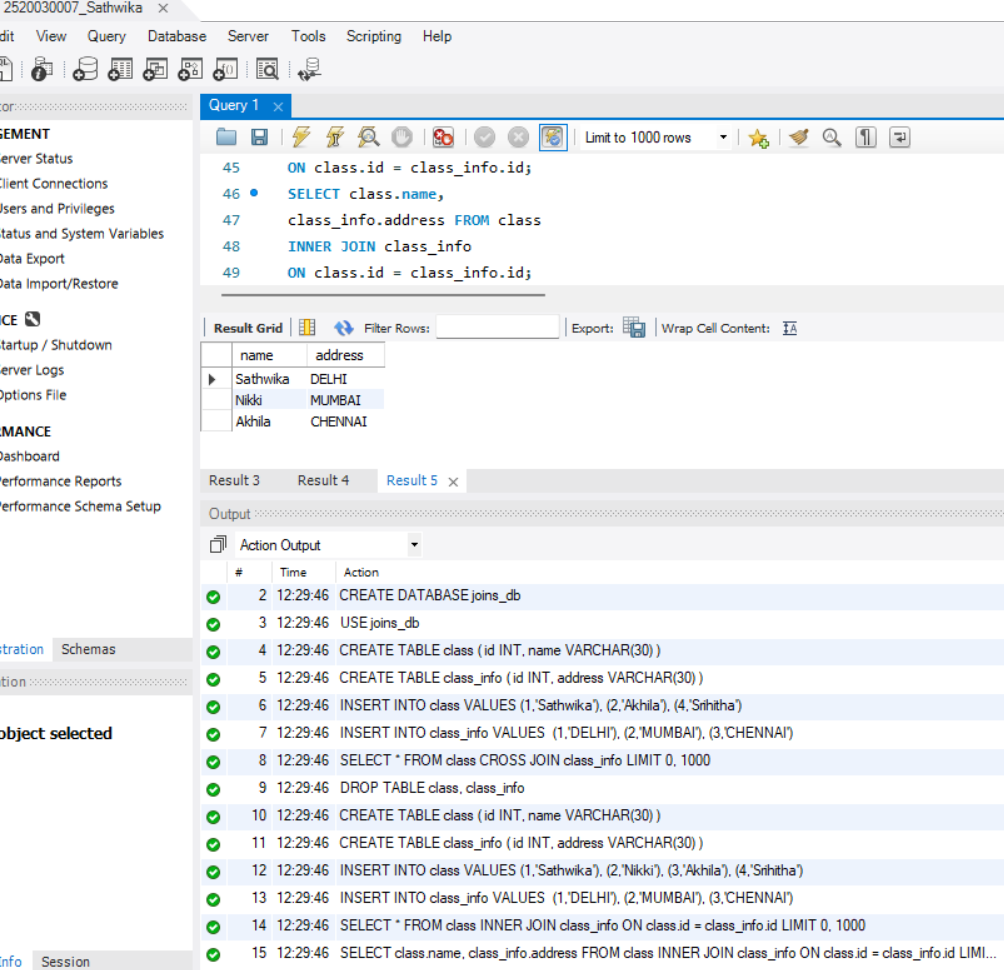 2520030007_Sathwika ×
dit View Query Database Server Tools Scripting Help
tor
Query 1 ×
GEMENT
erver Status
lient Connections
Users and Privileges
tatus and System Variables
Data Export
Data Import/Restore
CE
tartup / Shutdown
erver Logs
Options File
RMANCE
Dashboard
erformance Reports
erformance Schema Setup
stration Schemas
tion
object selected
nfo Session
Limit to 1000 rows
45 ON class.id = class_info.id;
46 SELECT class.name,
47 class_info.address FROM class
48 INNER JOIN class_info
49 ON class.id = class_info.id;
Result Grid Filter Rows: Export: Wrap Cell Content:
name address
Sathwika DELHI
Nikki MUMBAI
Akhila CHENNAI
Result 3 Result 4 Result 5 ×
Output
Action Output
# Time Action
2 12:29:46 CREATE DATABASE joins_db
3 12:29:46 USE joins_db
4 12:29:46 CREATE TABLE class ( id INT, name VARCHAR(30) )
5 12:29:46 CREATE TABLE class_info ( id INT, address VARCHAR(30) )
6 12:29:46 INSERT INTO class VALUES (1,'Sathwika'), (2,'Akhila'), (4,'Srihitha')
7 12:29:46 INSERT INTO class_info VALUES (1,'DELHI'), (2,'MUMBAI'), (3,'CHENNAI')
8 12:29:46 SELECT * FROM class CROSS JOIN class_info LIMIT 0, 1000
9 12:29:46 DROP TABLE class, class_info
10 12:29:46 CREATE TABLE class ( id INT, name VARCHAR(30) )
11 12:29:46 CREATE TABLE class_info ( id INT, address VARCHAR(30) )
12 12:29:46 INSERT INTO class VALUES (1,'Sathwika'), (2,'Nikki'), (3,'Akhila'), (4,'Srihitha')
13 12:29:46 INSERT INTO class_info VALUES (1,'DELHI'), (2,'MUMBAI'), (3,'CHENNAI')
14 12:29:46 SELECT * FROM class INNER JOIN class_info ON class.id = class_info.id LIMIT 0, 1000
15 12:29:46 SELECT class.name, class_info.address FROM class INNER JOIN class_info ON class.id = class_info.id LIMI...